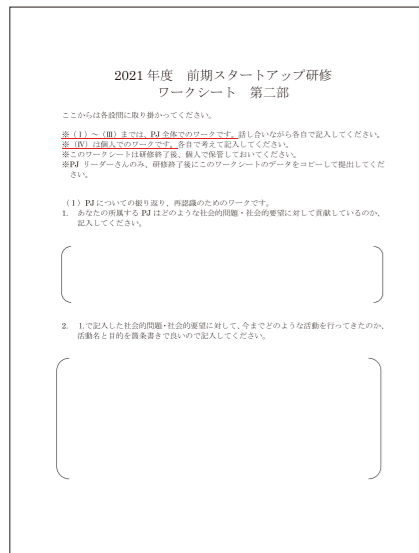 2021 年度　前期スタートアップ研修
ワークシート　第二部
ここからは各設問に取り掛かってください。
※（Ⅰ）～（Ⅲ）までは、PJ 全体でのワークです。話し合いながら各自で記入してください。
※（Ⅳ）は個人でのワークです。各自で考えて記入してください。
※このワークシートは研修終了後、個人で保管しておいてください。
※PJ リーダーさんのみ、研修終了後にこのワークシートのデータをコピーして提出してくだ
さい。
（Ⅰ）PJ についての振り返り、再認識のためのワークです。
1.　あなたの所属する PJ はどのような社会的問題・社会的要望に対して貢献しているのか、
記入してください。
2.　1.で記入した社会的問題・社会的要望に対して、今までどのような活動を行ってきたのか、
活動名と目的を箇条書きで良いので記入してください。